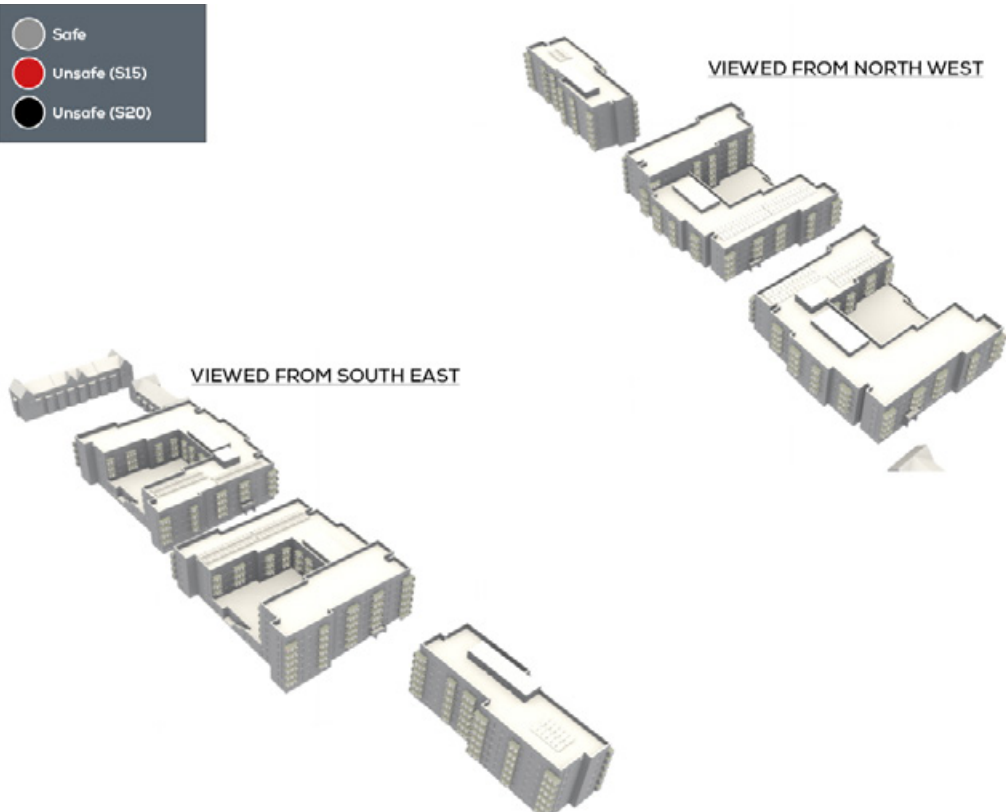 Safe
Unsafe (S15)
Unsafe (S20)
VIEWED FROM NORTH WEST
VIEWED FROM SOUTH EAST